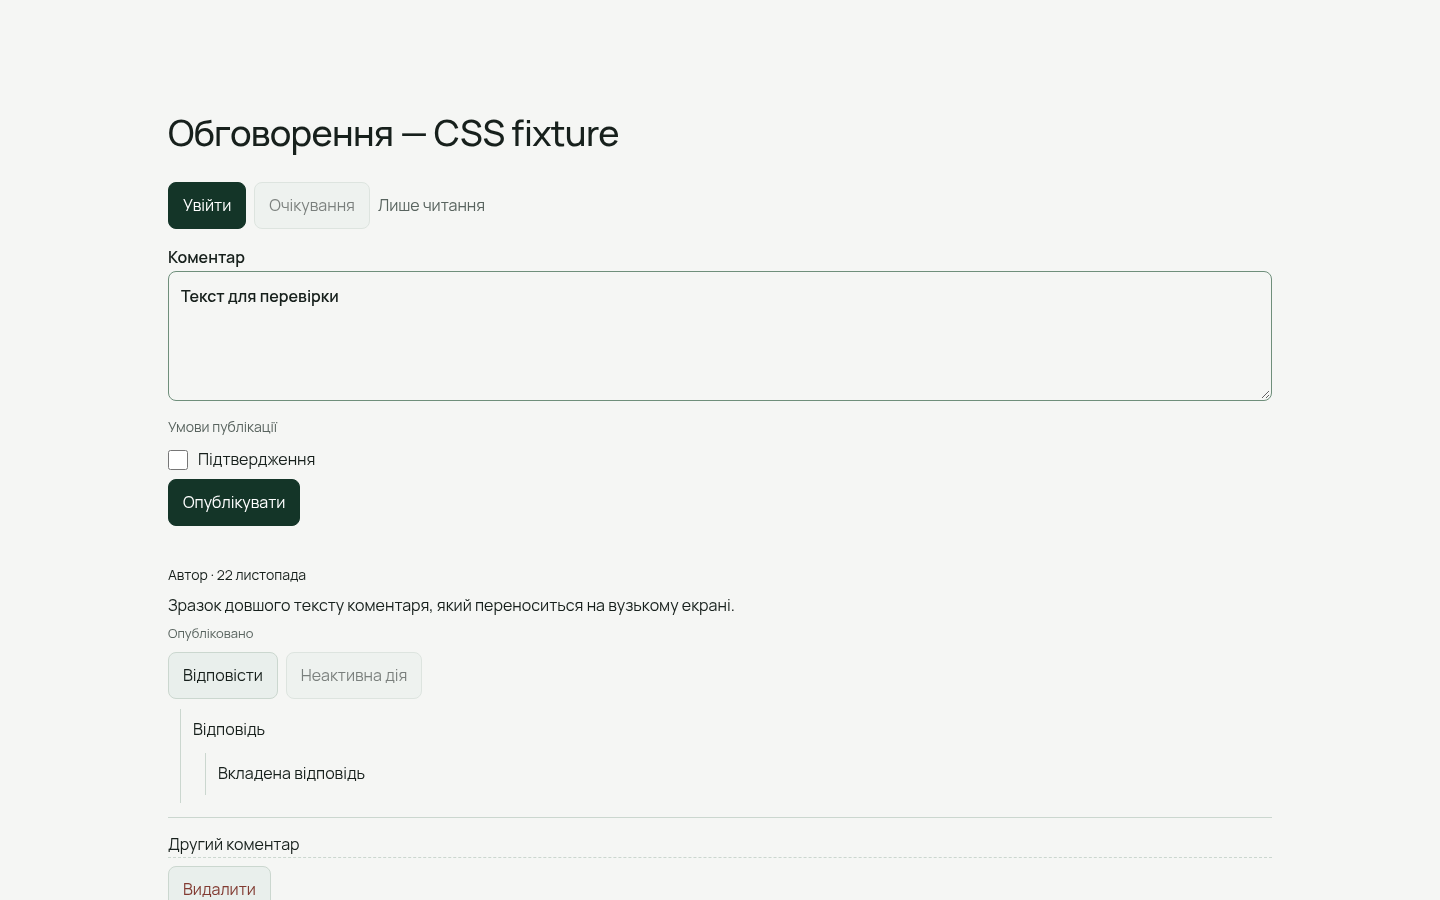 Обговорення — CSS fixture
Увійти Очікування Лише читання
Коментар
Текст для перевірки
Умови публікації
Підтвердження
Опублікувати
Автор · 22 листопада
Зразок довшого тексту коментаря, який переноситься на вузькому екрані.
Опубліковано
Відповісти Неактивна дія
Відповідь
Вкладена відповідь
Другий коментар
Видалити